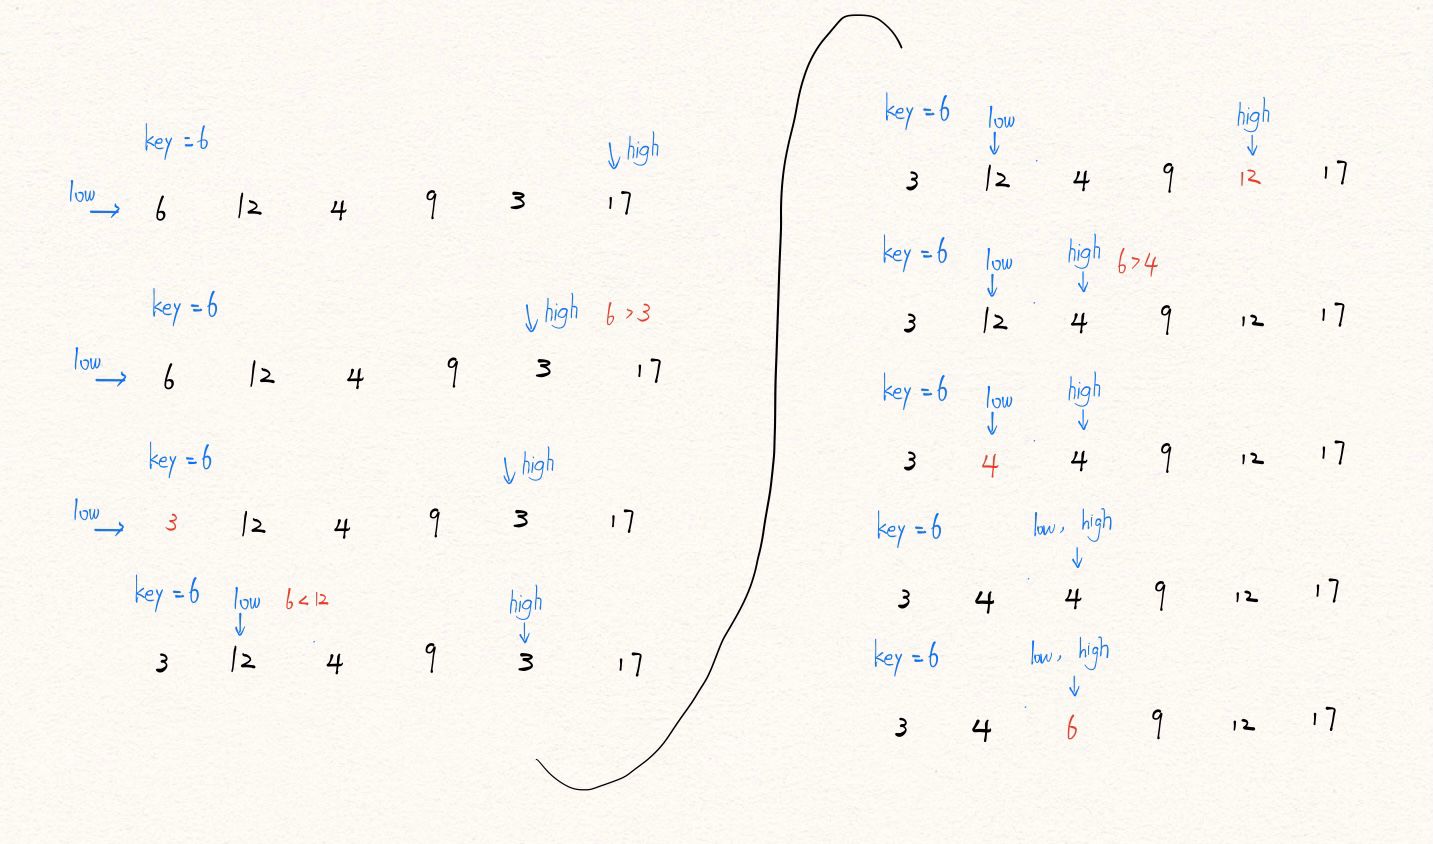 key = 6
high
low 6 12 4 9 3 17
key = 6 high 6 > 3
low 6 12 4 9 3 17
key = 6 high
low 3 12 4 9 3 17
key = 6 low 6 < 12 high
3 12 4 9 3 17
key = 6 low high
3 12 4 9 12 17
key = 6 low high 6 > 4
3 12 4 9 12 17
key = 6 low high
3 4 4 9 12 17
key = 6 low, high
3 4 4 9 12 17
key = 6 low, high
3 4 6 9 12 17